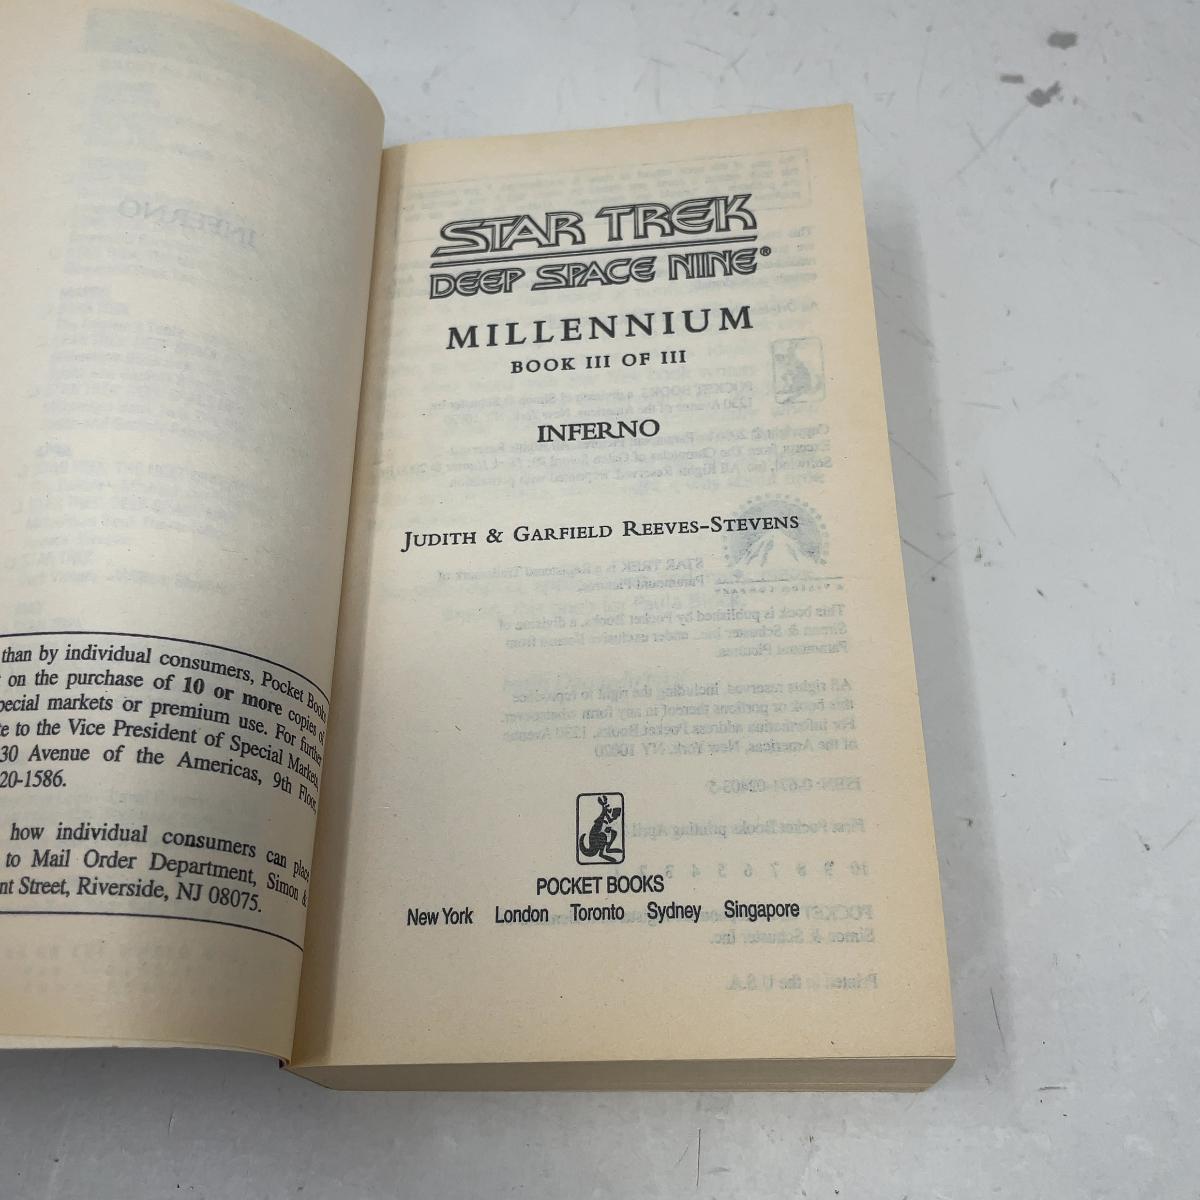 than by individual consumers, Pocket Books
on the purchase of 10 or more copies of
pecial markets or premium use. For further
te to the Vice President of Special Markets,
30 Avenue of the Americas, 9th Floor,
20-1586.
how individual consumers can place
to Mail Order Department, Simon &
nt Street, Riverside, NJ 08075.
STAR TREK
DEEP SPACE NINE®
MILLENNIUM
BOOK III OF III
INFERNO
JUDITH & GARFIELD REEVES-STEVENS
POCKET BOOKS
New York London Toronto Sydney Singapore